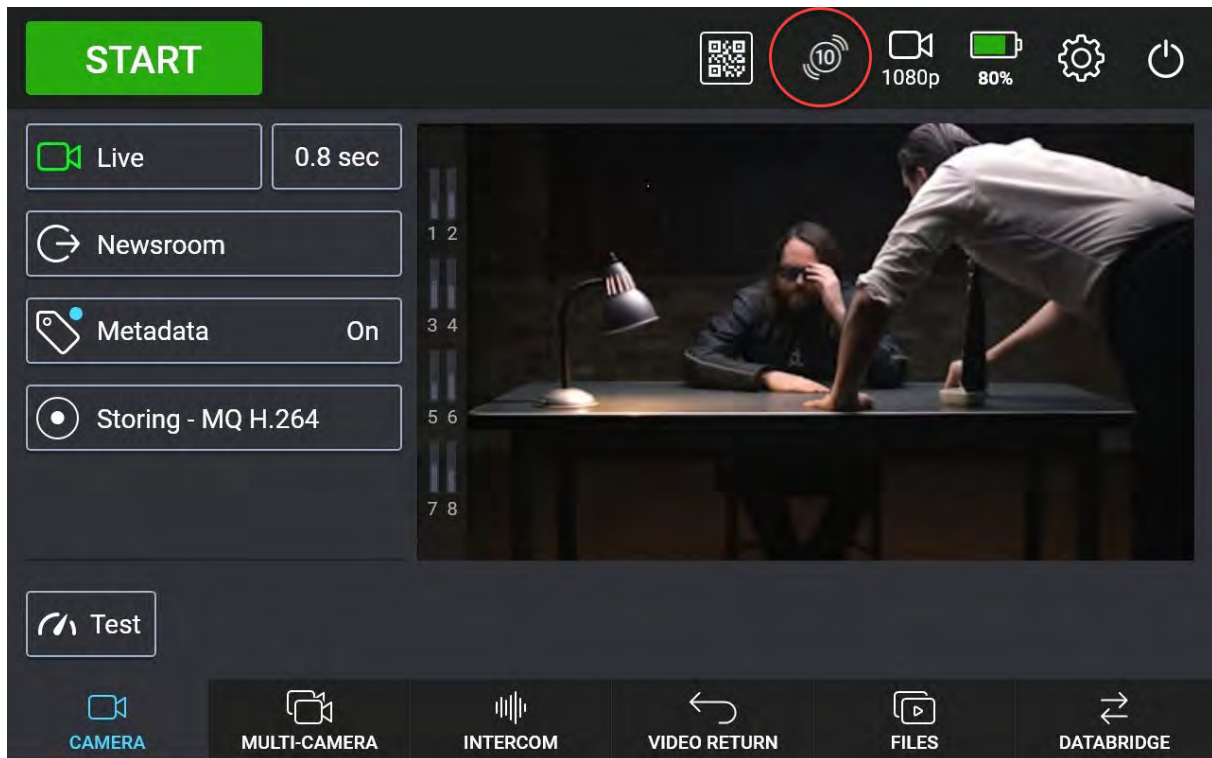 START
10
1080p
80%
Live
0.8 sec
Newsroom
Metadata
On
Storing - MQ H.264
1 2
3 4
5 6
7 8
Test
CAMERA
MULTI-CAMERA
INTERCOM
VIDEO RETURN
FILES
DATABRIDGE